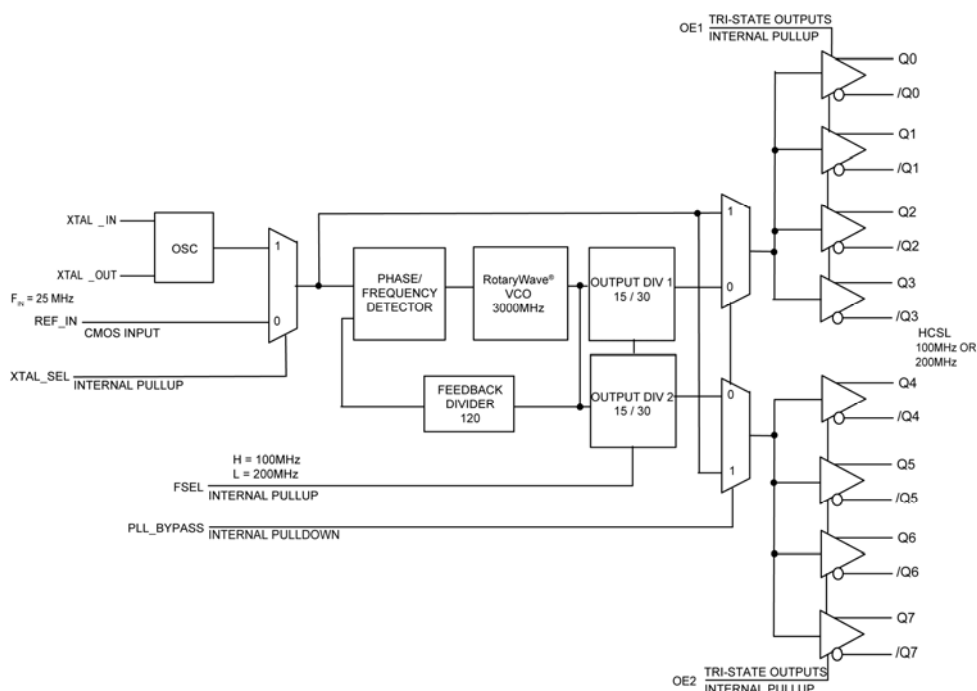 TRI-STATE OUTPUTS
OE1
INTERNAL PULLUP
Q0
/Q0
Q1
/Q1
Q2
/Q2
Q3
/Q3
HCSL
100MHz OR
200MHz
XTAL _IN
OSC
XTAL _OUT
1
F_IN = 25 MHz
0
REF_IN
CMOS INPUT
XTAL_SEL
INTERNAL PULLUP
PHASE/
FREQUENCY
DETECTOR
RotaryWave®
VCO
3000MHz
OUTPUT DIV 1
15 / 30
1
0
FEEDBACK
DIVIDER
120
OUTPUT DIV 2
15 / 30
0
1
H = 100MHz
L = 200MHz
FSEL
INTERNAL PULLUP
PLL_BYPASS
INTERNAL PULLDOWN
Q4
/Q4
Q5
/Q5
Q6
/Q6
Q7
/Q7
TRI-STATE OUTPUTS
OE2
INTERNAL PULLUP